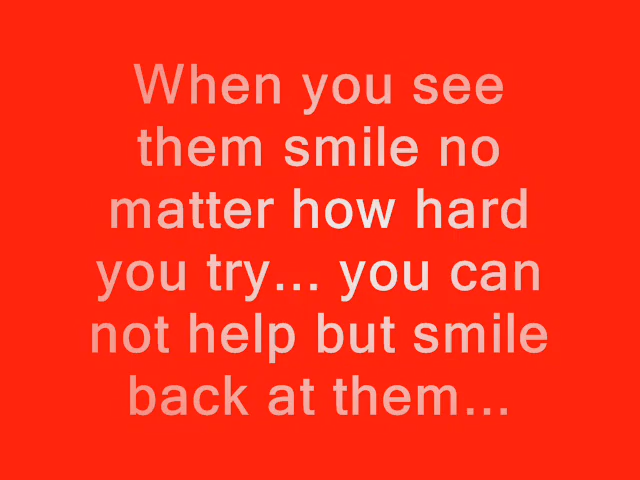 When you see
them smile no
matter how hard
you try... you can
not help but smile
back at them...